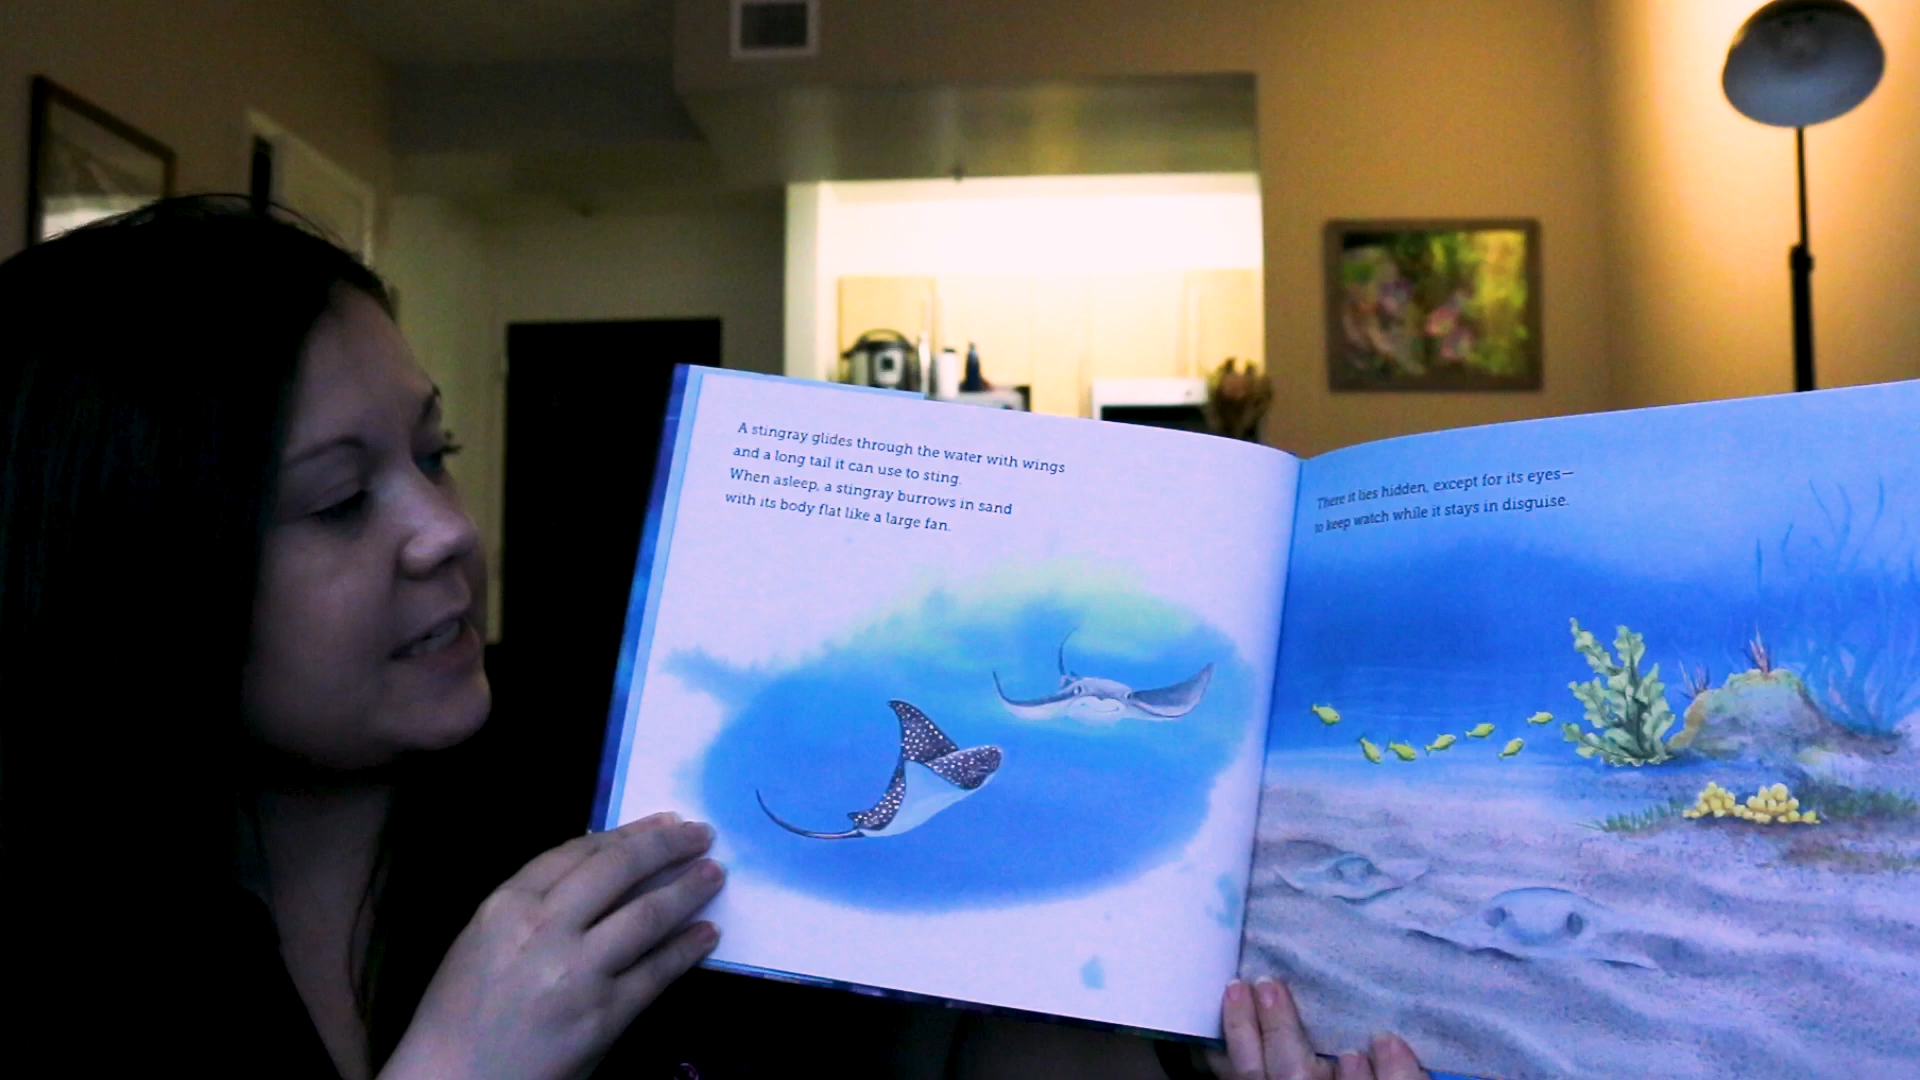 A stingray glides through the water with wings
and a long tail it can use to sting.
When asleep, a stingray burrows in sand
with its body flat like a large fan.
There it lies hidden, except for its eyes—
to keep watch while it stays in disguise.